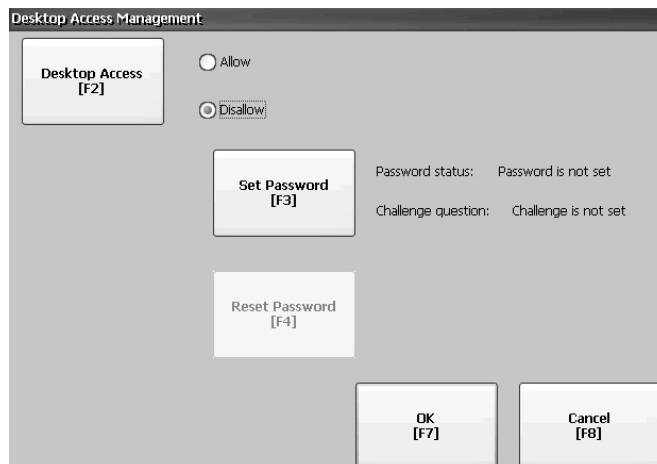 Desktop Access Management
Desktop Access
[F2]
Allow
Disallow
Set Password
[F3]
Password status: Password is not set
Challenge question: Challenge is not set
Reset Password
[F4]
OK
[F7]
Cancel
[F8]